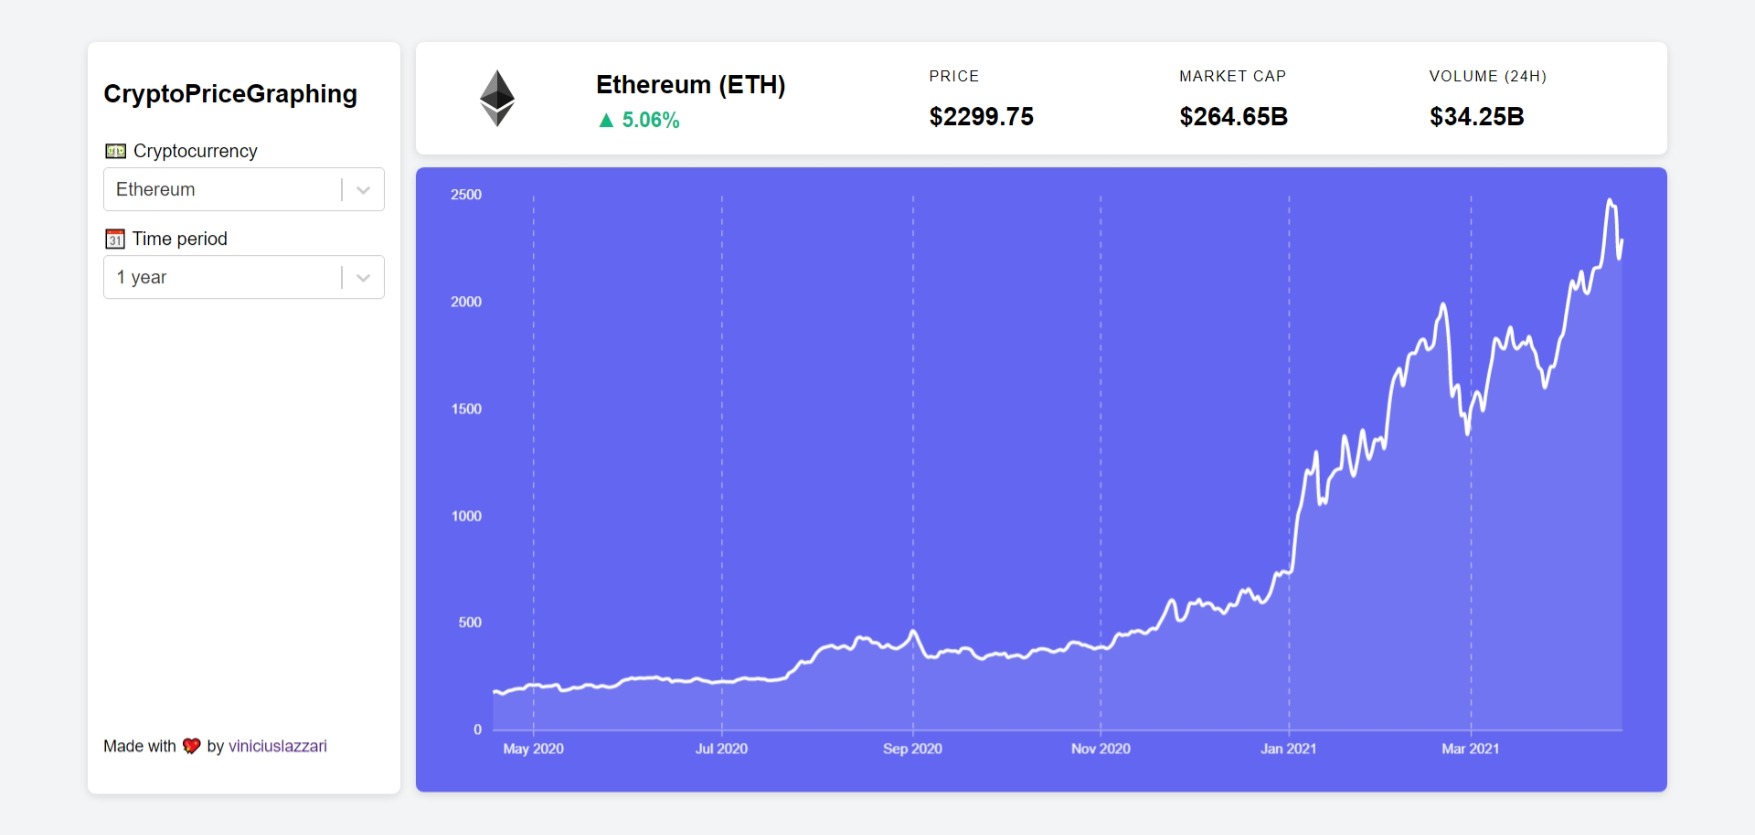 CryptoPriceGraphing
Cryptocurrency
Ethereum
31 Time period
1 year
Made with by viniciuslazzari
Ethereum (ETH)
▲ 5.06%
PRICE
$2299.75
MARKET CAP
$264.65B
VOLUME (24H)
$34.25B
2500
2000
1500
1000
500
0
May 2020 Jul 2020 Sep 2020 Nov 2020 Jan 2021 Mar 2021